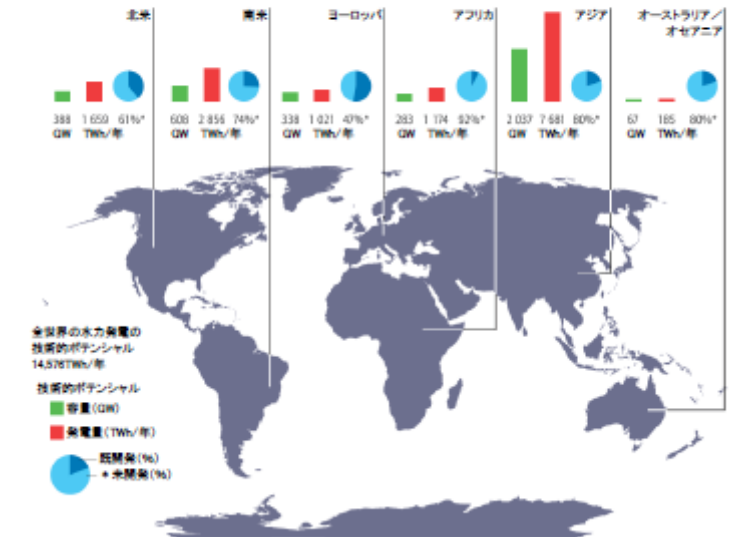 北米
388 1 659 61%*
GW TWh/年
南米
608 2 856 74%*
GW TWh/年
ヨーロッパ
338 1 021 47%*
GW TWh/年
アフリカ
283 1 174 92%*
GW TWh/年
アジア
2 037 7 681 80%*
GW TWh/年
オーストラリア／
オセアニア
67 185 80%*
GW TWh/年
全世界の水力発電の
技術的ポテンシャル
14,576TWh/年
技術的ポテンシャル
容量(GW)
発電量(TWh/年)
既開発(%)
* 未開発(%)